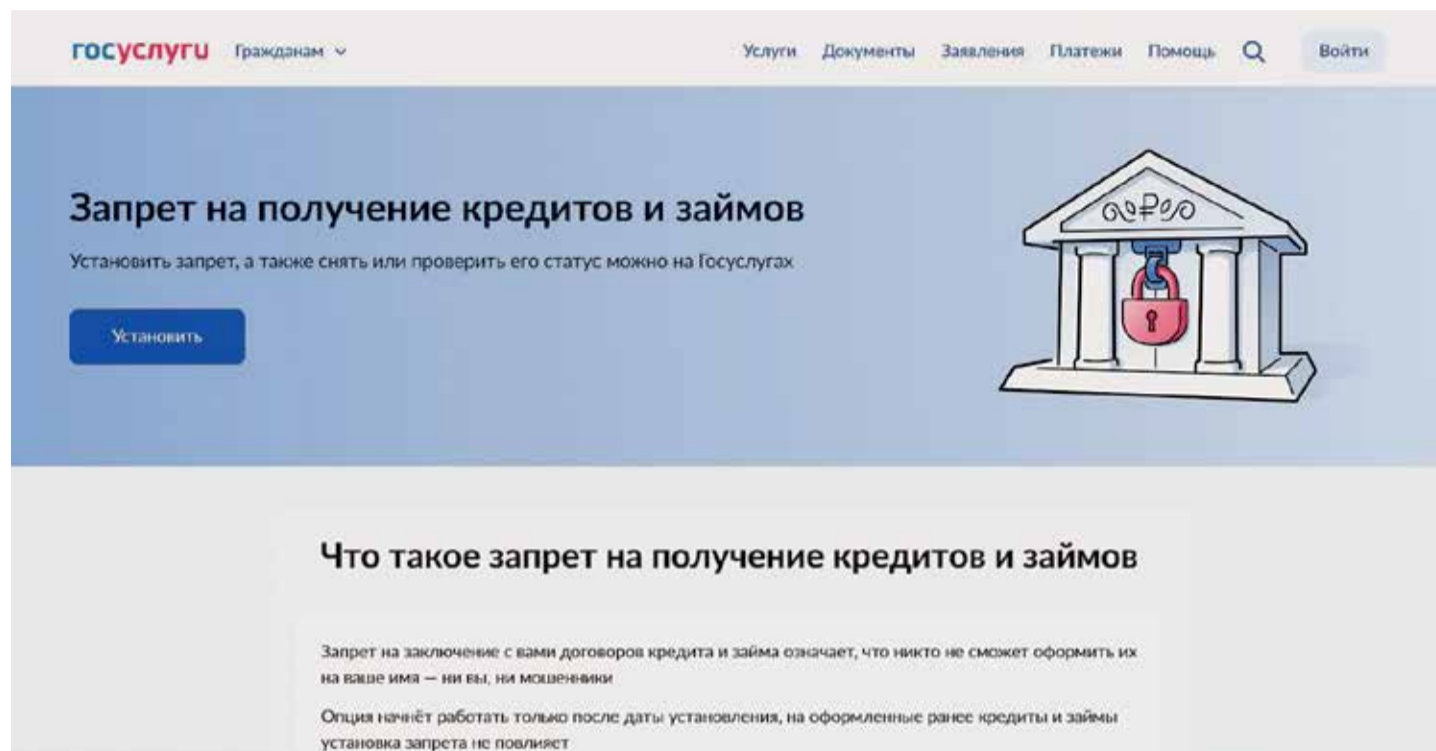 госуслуги Гражданам Услуги Документы Заявления Платежи Помощь Войти
Запрет на получение кредитов и займов
Установить запрет, а также снять или проверить его статус можно на Госуслугах
Установить
₽
Что такое запрет на получение кредитов и займов
Запрет на заключение с вами договоров кредита и займа означает, что никто не сможет оформить их
на ваше имя — ни вы, ни мошенники
Опция начнёт работать только после даты установления, на оформленные ранее кредиты и займы
установка запрета не повлияет